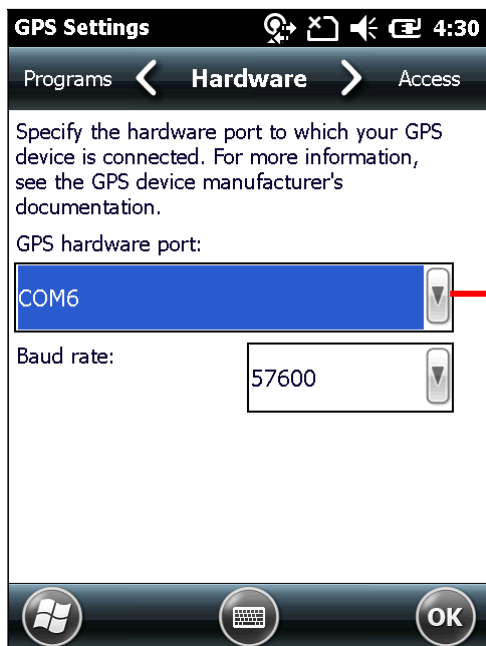 GPS Settings 4:30
Programs Hardware Access
Specify the hardware port to which your GPS
device is connected. For more information,
see the GPS device manufacturer's
documentation.
GPS hardware port:
COM6
Baud rate:
57600
OK